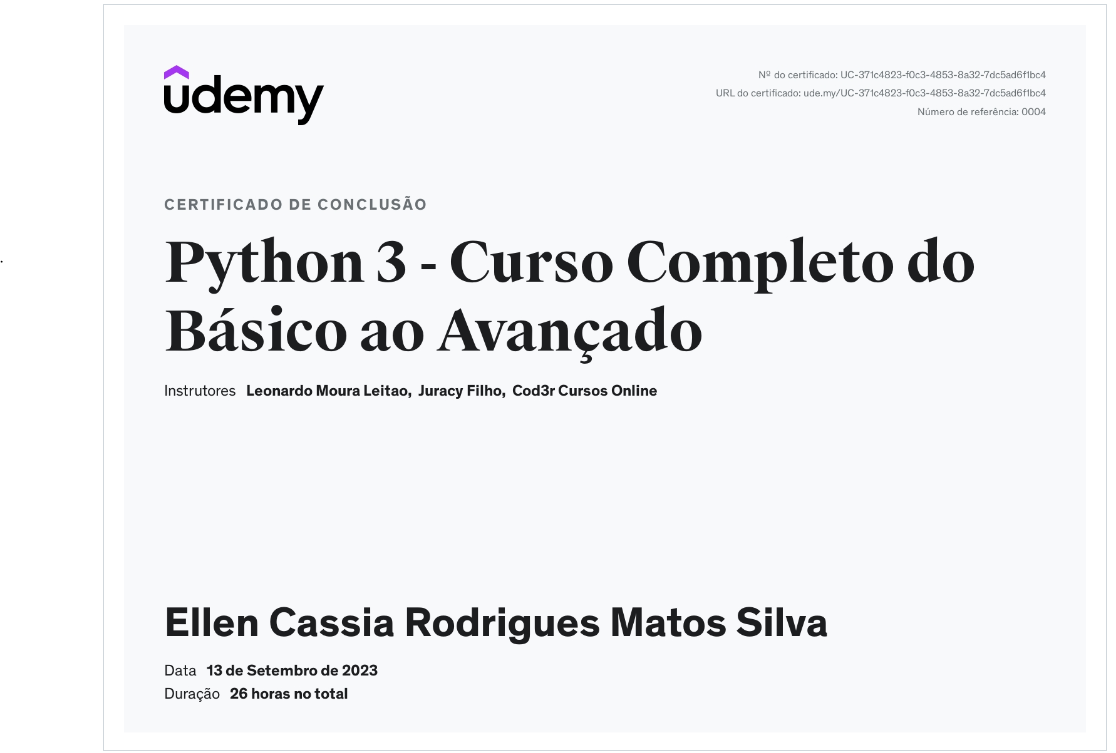 ûdemy
Nº do certificado: UC-371c4823-f0c3-4853-8a32-7dc5ad6f1bc4
URL do certificado: ude.my/UC-371c4823-f0c3-4853-8a32-7dc5ad6f1bc4
Número de referência: 0004
CERTIFICADO DE CONCLUSÃO
Python 3 - Curso Completo do
Básico ao Avançado
Instrutores Leonardo Moura Leitao, Juracy Filho, Cod3r Cursos Online
Ellen Cassia Rodrigues Matos Silva
Data 13 de Setembro de 2023
Duração 26 horas no total